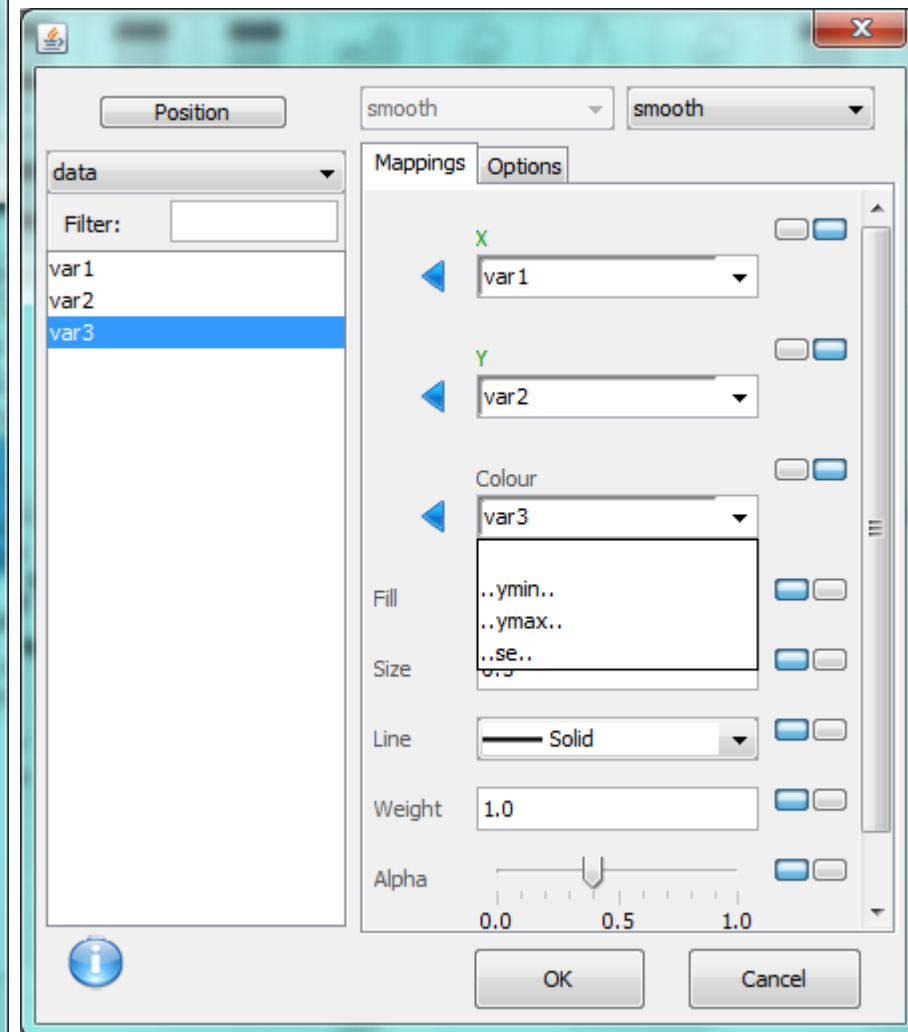 Position
smooth
smooth
data
Filter:
var1
var2
var3
Mappings
Options
X
var1
Y
var2
Colour
var3
..ymin..
..ymax..
..se..
Fill
Size
Line
Solid
Weight
1.0
Alpha
0.0 0.5 1.0
OK
Cancel